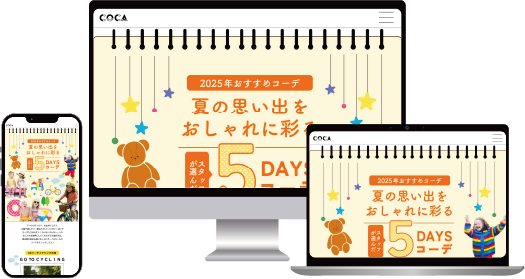 COCA
2025年おすすめコーデ
夏の思い出を
おしゃれに彩る
スタッフ
が選んだ
5 DAYS
コーデ
COCA
2025年おすすめコーデ
夏の思い出を
おしゃれに彩る
スタッフ
が選んだ
5 DAYS
コーデ
COCA
夏の思い出を
おしゃれに彩る
5 DAYS
コーデ
GO TO CYCLING